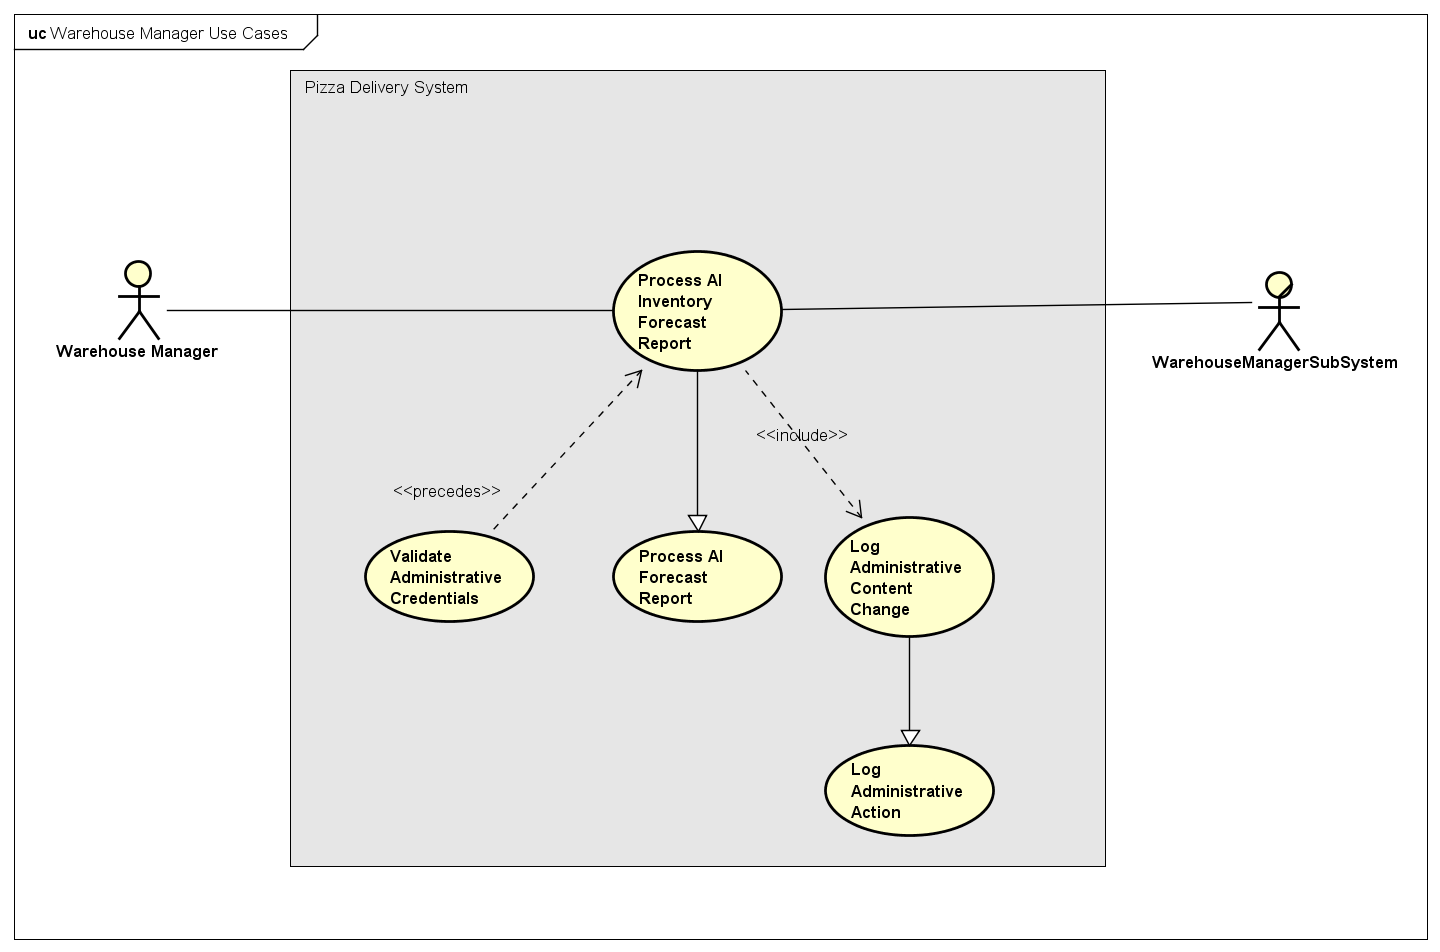 uc Warehouse Manager Use Cases
Pizza Delivery System
Process AI
Inventory
Forecast
Report
Warehouse Manager
WarehouseManagerSubSystem
<<include>>
<<precedes>>
Validate
Administrative
Credentials
Process AI
Forecast
Report
Log
Administrative
Content
Change
Log
Administrative
Action